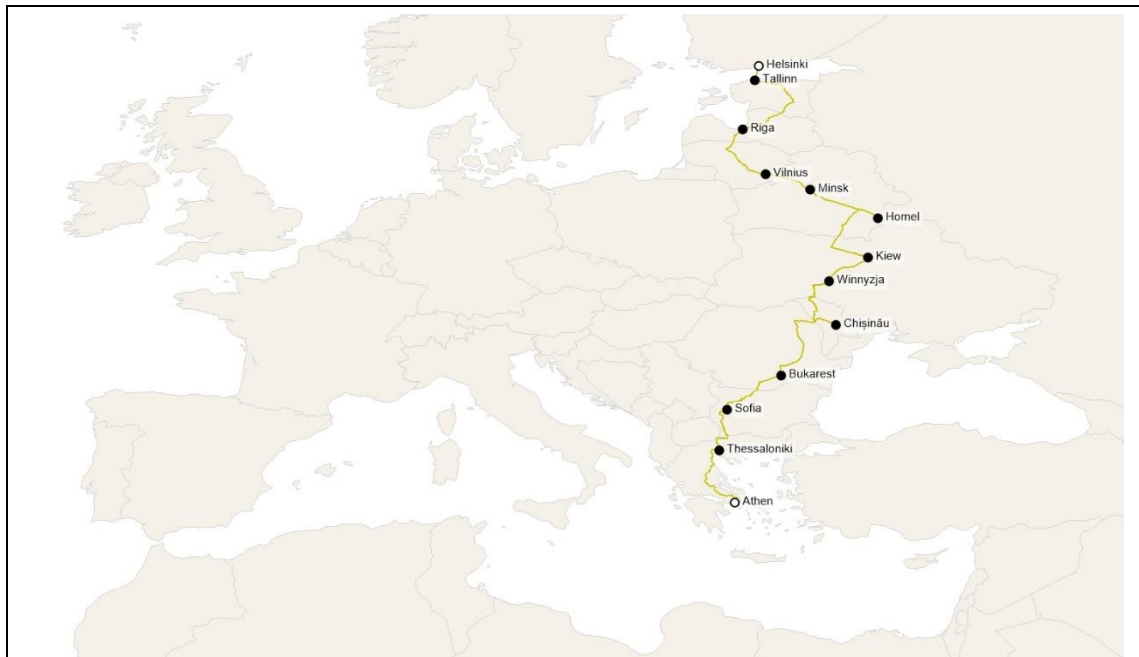 Helsinki
Tallinn
Riga
Vilnius
Minsk
Homel
Kiew
Winnyzja
Chișinău
Bukarest
Sofia
Thessaloniki
Athen